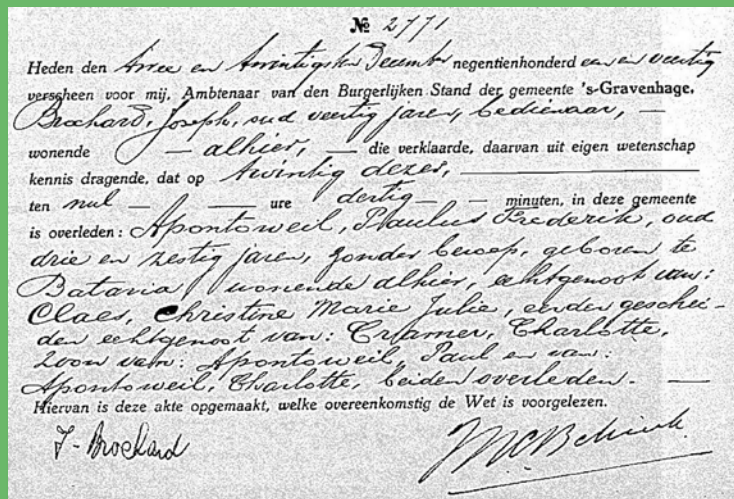 № 2771
Heden den twee en twintigsten December negentienhonderd een en veertig
verscheen voor mij, Ambtenaar van den Burgerlijken Stand der gemeente 's-Gravenhage,
Brochard, Joseph, oud veertig jaren, bedienaar, —
wonende — alhier, — die verklaarde, daarvan uit eigen wetenschap
kennis dragende, dat op twintig dezer, —
ten nul — — ure dertig — — minuten, in deze gemeente
is overleden: Apontoweil, Paulus Frederik, oud
drie en zestig jaren, zonder beroep, geboren te
Batavia, wonende alhier, echtgenoot van:
Claes, Christine Marie Julie, eerder geschei-
den echtgenoot van: Cramer, Charlotte,
zoon van: Apontoweil, Paul en van:
Apontoweil, Charlotte, beiden overleden. —
Hiervan is deze akte opgemaakt, welke overeenkomstig de Wet is voorgelezen.
J. Brochard